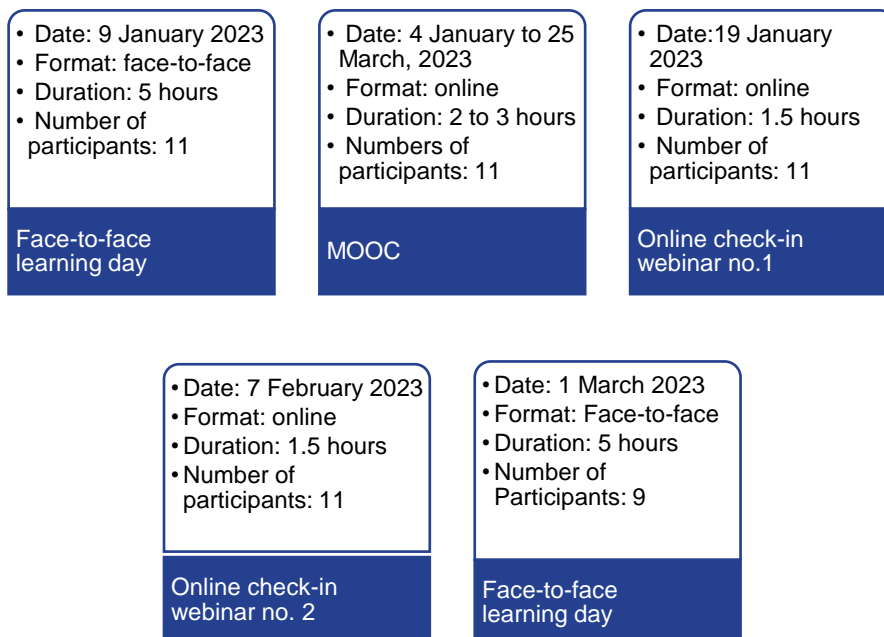 • Date: 9 January 2023
• Format: face-to-face
• Duration: 5 hours
• Number of
participants: 11
Face-to-face
learning day
• Date: 4 January to 25
March, 2023
• Format: online
• Duration: 2 to 3 hours
• Numbers of
participants: 11
MOOC
• Date:19 January
2023
• Format: online
• Duration: 1.5 hours
• Number of
participants: 11
Online check-in
webinar no.1
• Date: 7 February 2023
• Format: online
• Duration: 1.5 hours
• Number of
participants: 11
Online check-in
webinar no. 2
• Date: 1 March 2023
• Format: Face-to-face
• Duration: 5 hours
• Number of
Participants: 9
Face-to-face
learning day